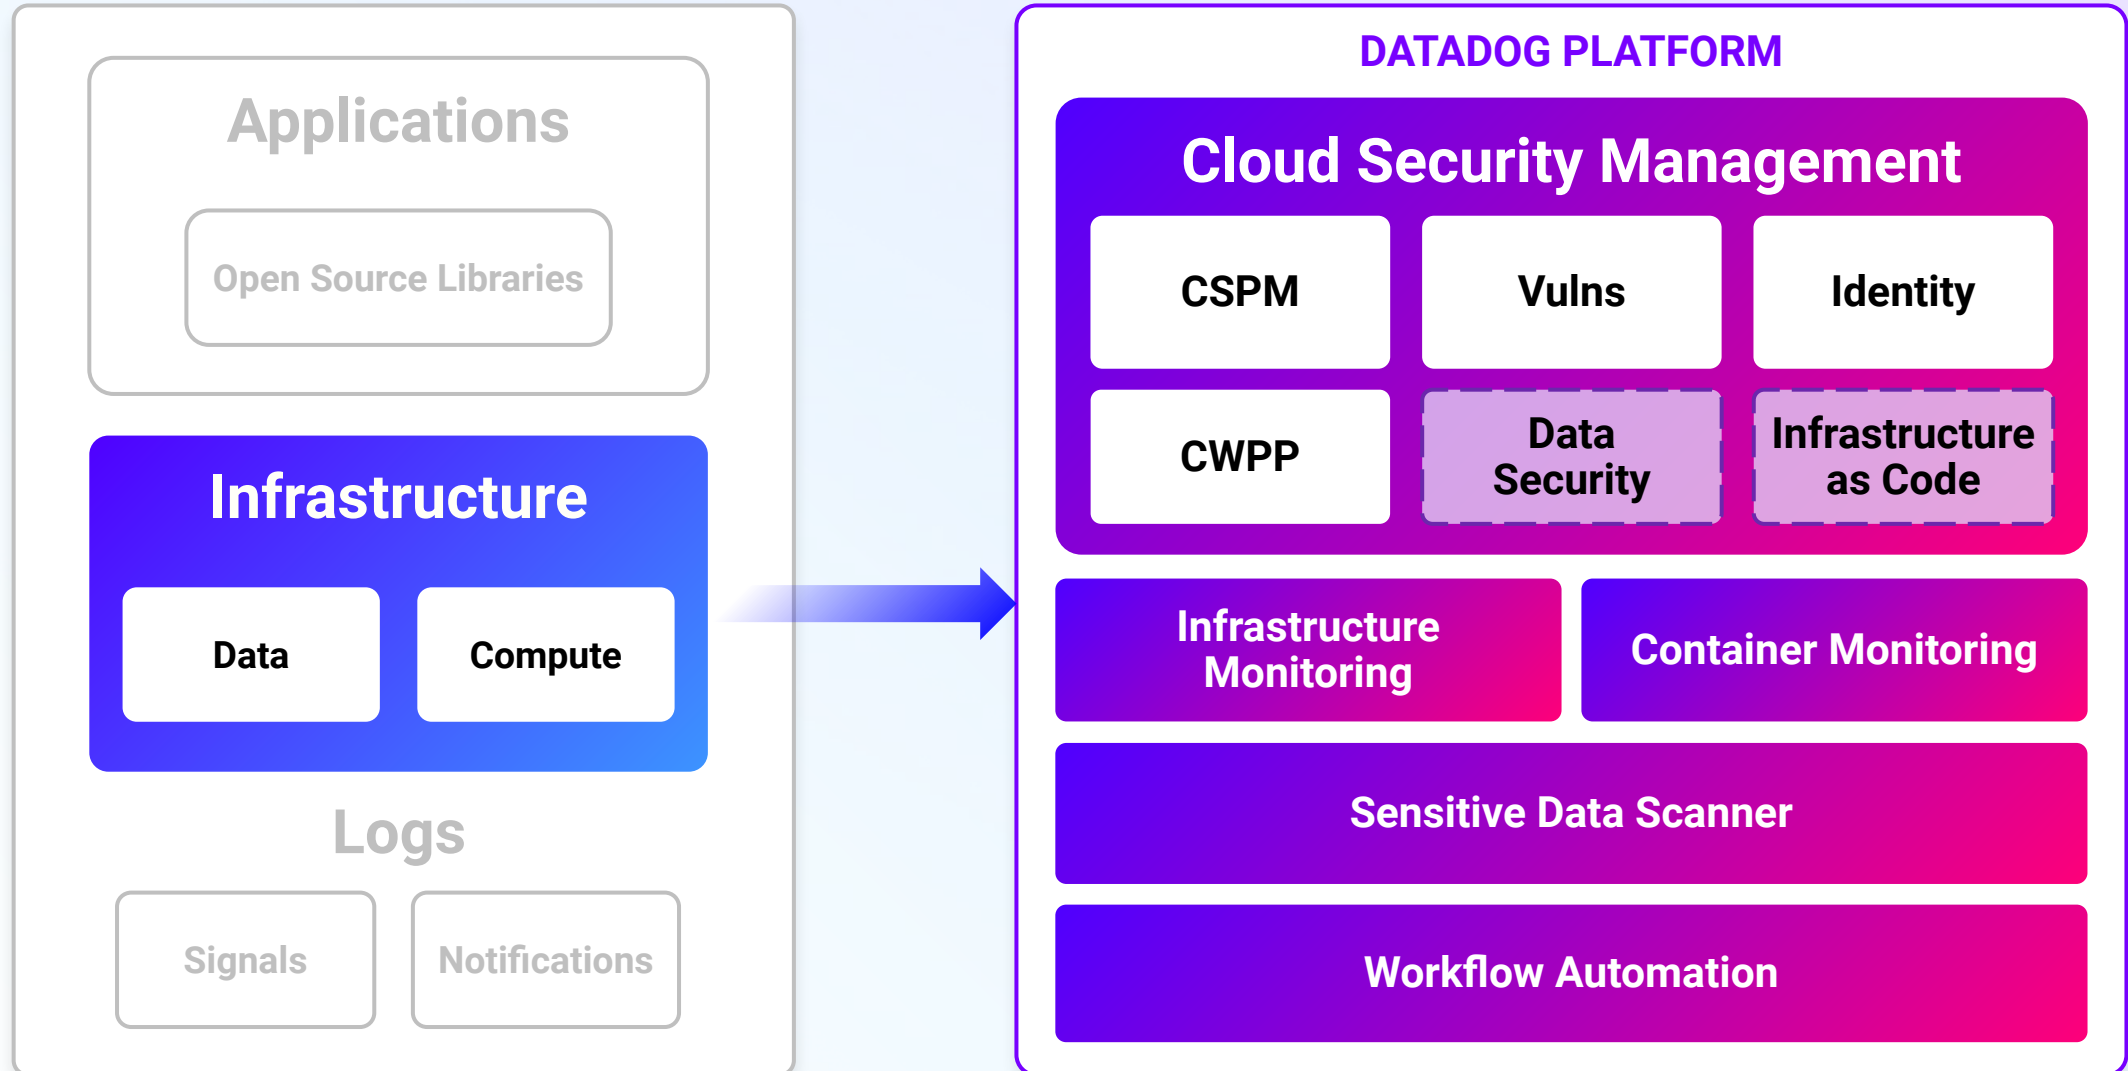 Applications
Open Source Libraries
Infrastructure
Data
Compute
Logs
Signals
Notifications
DATADOG PLATFORM
Cloud Security Management
CSPM
Vulns
Identity
CWPP
Data
Security
Infrastructure
as Code
Infrastructure
Monitoring
Container Monitoring
Sensitive Data Scanner
Workflow Automation